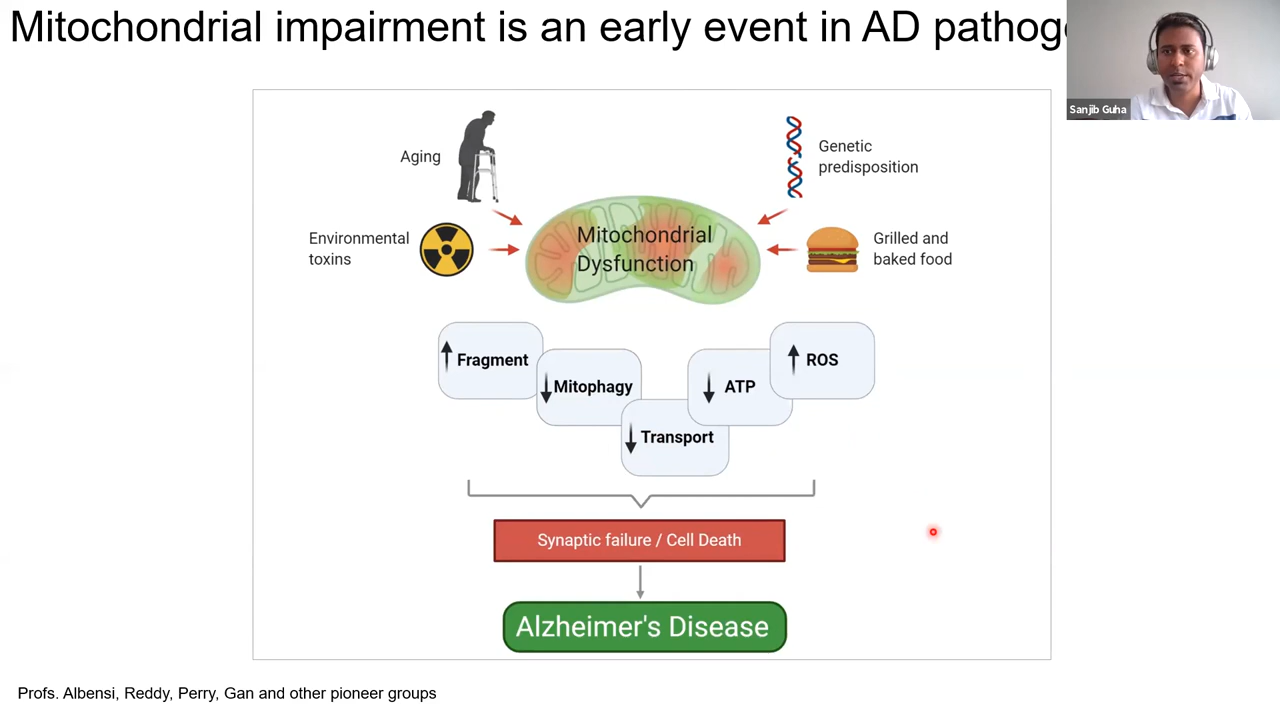 Mitochondrial impairment is an early event in AD pathog
Sanjib Guha
Aging
Genetic
predisposition
Environmental
toxins
Mitochondrial
Dysfunction
Grilled and
baked food
Fragment
Mitophagy
Transport
ATP
ROS
Synaptic failure / Cell Death
Alzheimer's Disease
Profs. Albensi, Reddy, Perry, Gan and other pioneer groups